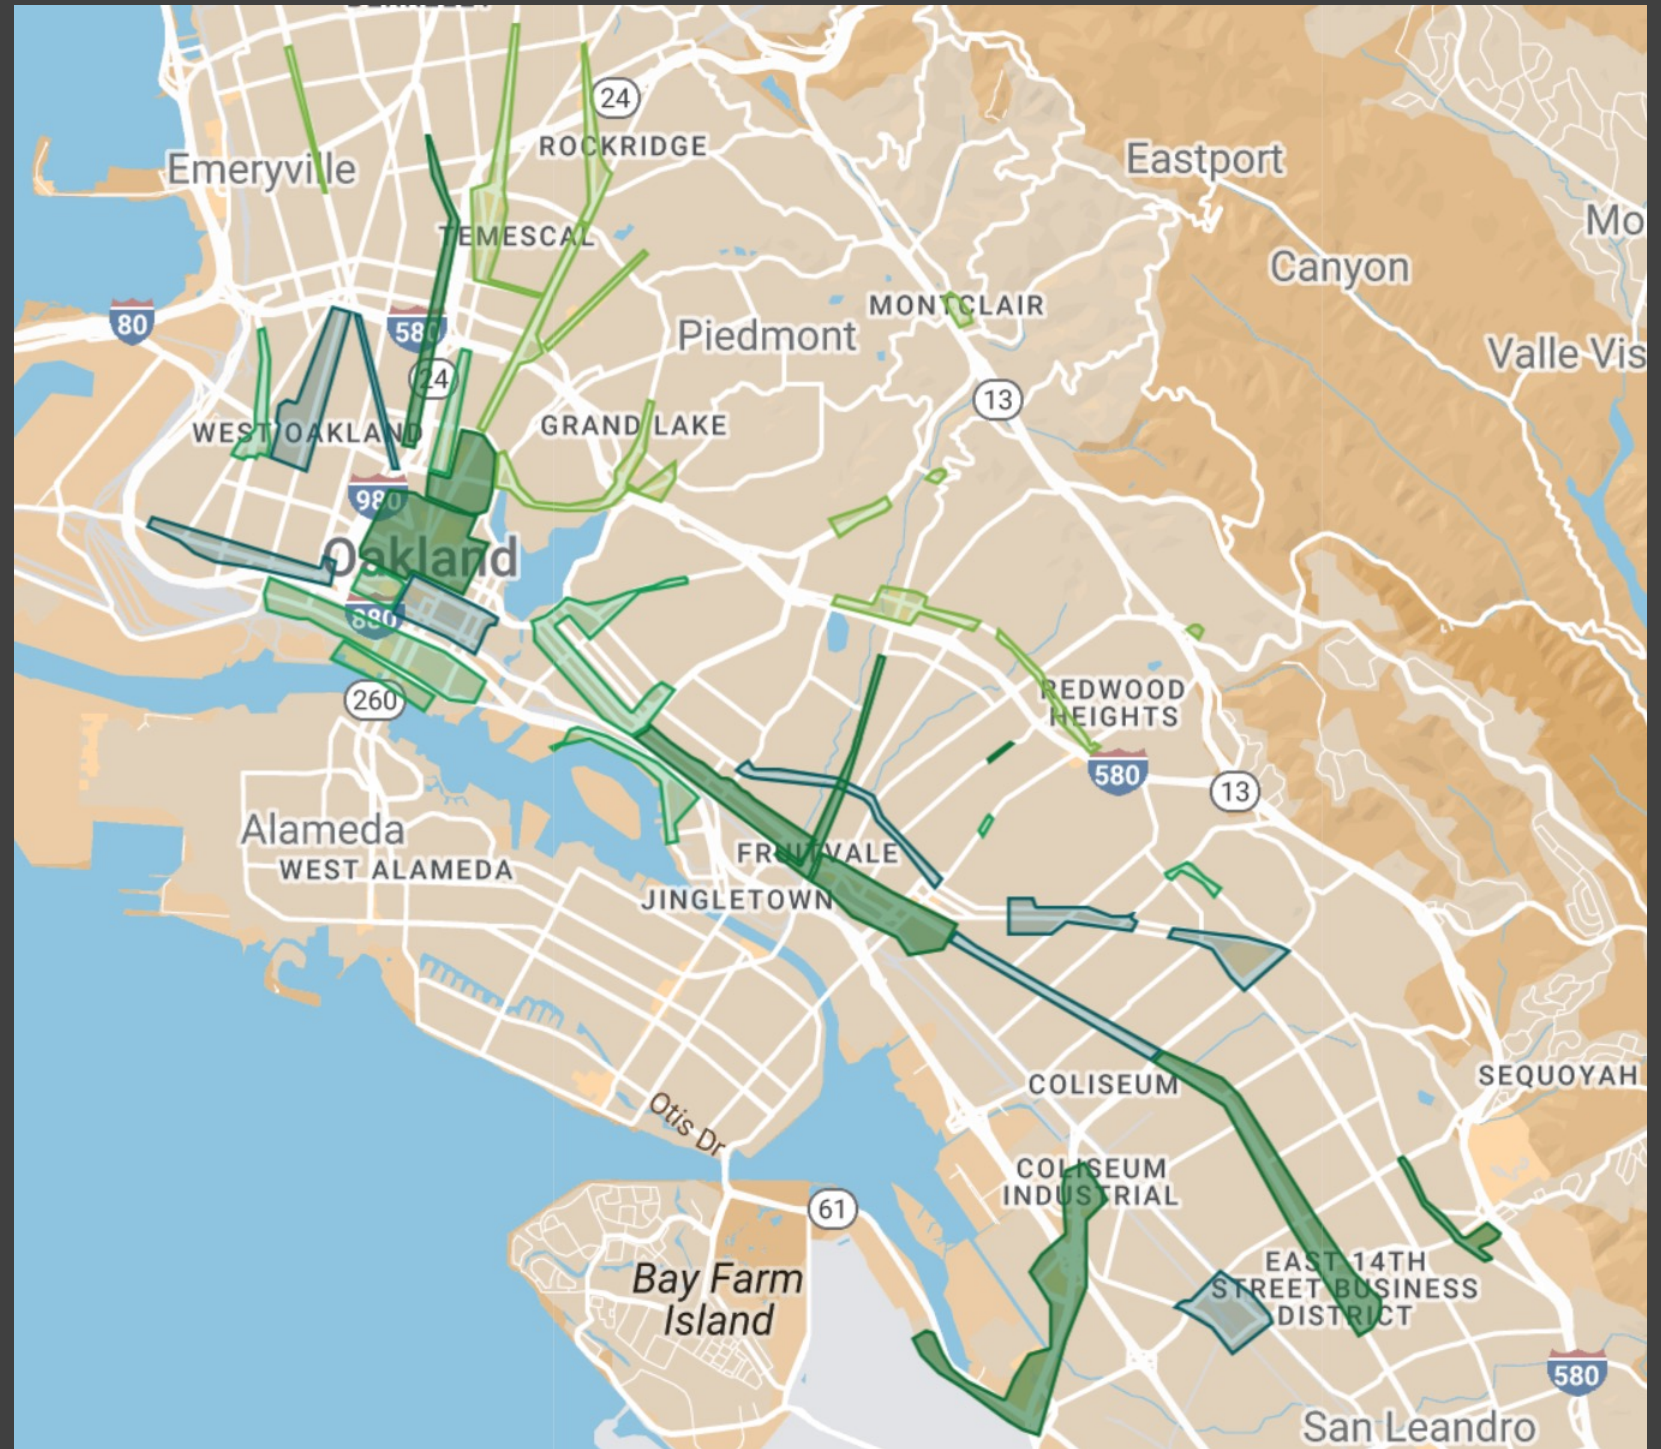 24
ROCKRIDGE
Emeryville
Eastport
Mo
TEMESCAL
Canyon
80
580
MONTCLAIR
Piedmont
Valle Vis
24
13
WEST OAKLAND
GRAND LAKE
980
Oakland
880
260
REDWOOD
HEIGHTS
580
13
Alameda
WEST ALAMEDA
FRUITVALE
JINGLETOWN
COLISEUM
SEQUOYAH
Otis Dr
COLISEUM
INDUSTRIAL
61
Bay Farm
Island
EAST 14TH
STREET BUSINESS
DISTRICT
580
San Leandro